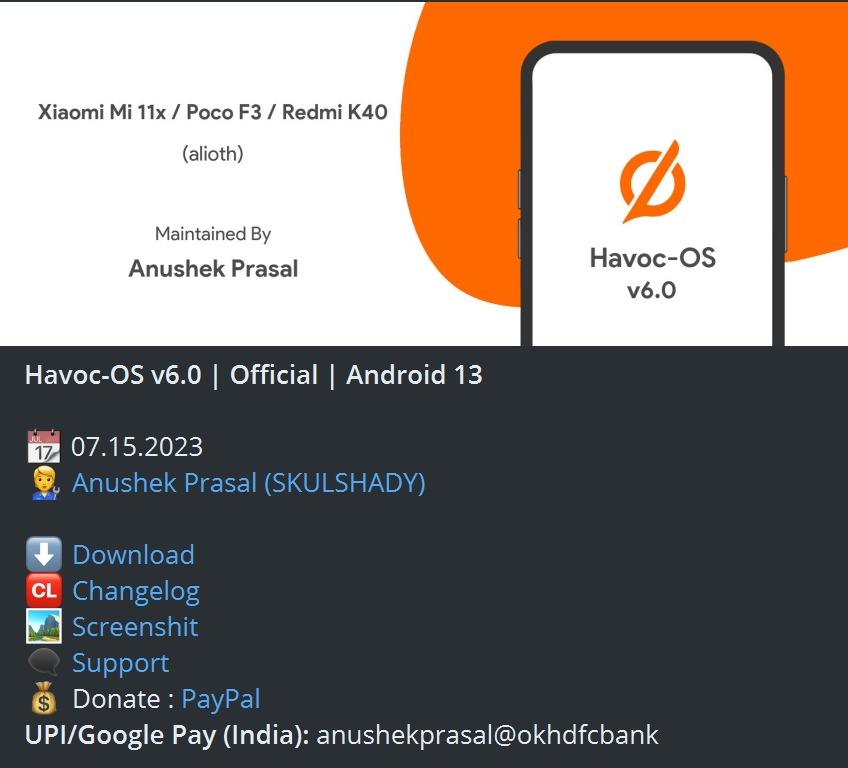 Xiaomi Mi 11x / Poco F3 / Redmi K40
(alioth)
Maintained By
Anushek Prasal
Havoc-OS
v6.0
Havoc-OS v6.0 | Official | Android 13
JUL
17
07.15.2023
Anushek Prasal (SKULSHADY)
Download
CL Changelog
Screenshit
Support
$ Donate : PayPal
UPI/Google Pay (India): anushekprasal@okhdfcbank